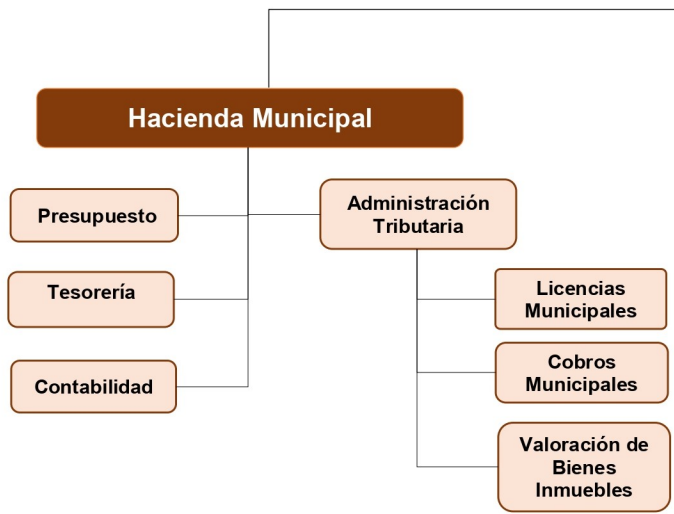 Hacienda Municipal
Presupuesto
Administración
Tributaria
Tesorería
Licencias
Municipales
Contabilidad
Cobros
Municipales
Valoración de
Bienes
Inmuebles